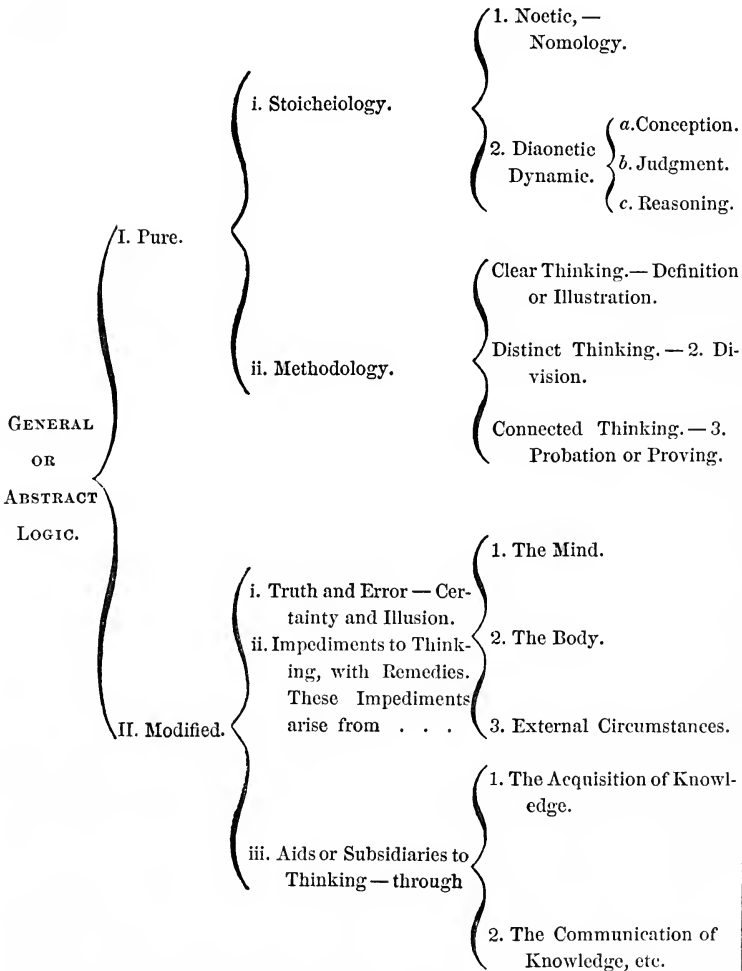 GENERAL
OR
ABSTRACT
LOGIC.
I. Pure.
i. Stoicheiology.
1. Noetic, —
Nomology.
2. Diaonetic
Dynamic.
a. Conception.
b. Judgment.
c. Reasoning.
ii. Methodology.
Clear Thinking. — Definition
or Illustration.
Distinct Thinking. — 2. Di-
vision.
Connected Thinking. — 3.
Probation or Proving.
II. Modified.
i. Truth and Error — Cer-
tainty and Illusion.
ii. Impediments to Think-
ing, with Remedies.
These Impediments
arise from . . .
1. The Mind.
2. The Body.
3. External Circumstances.
iii. Aids or Subsidiaries to
Thinking — through
1. The Acquisition of Knowl-
edge.
2. The Communication of
Knowledge, etc.